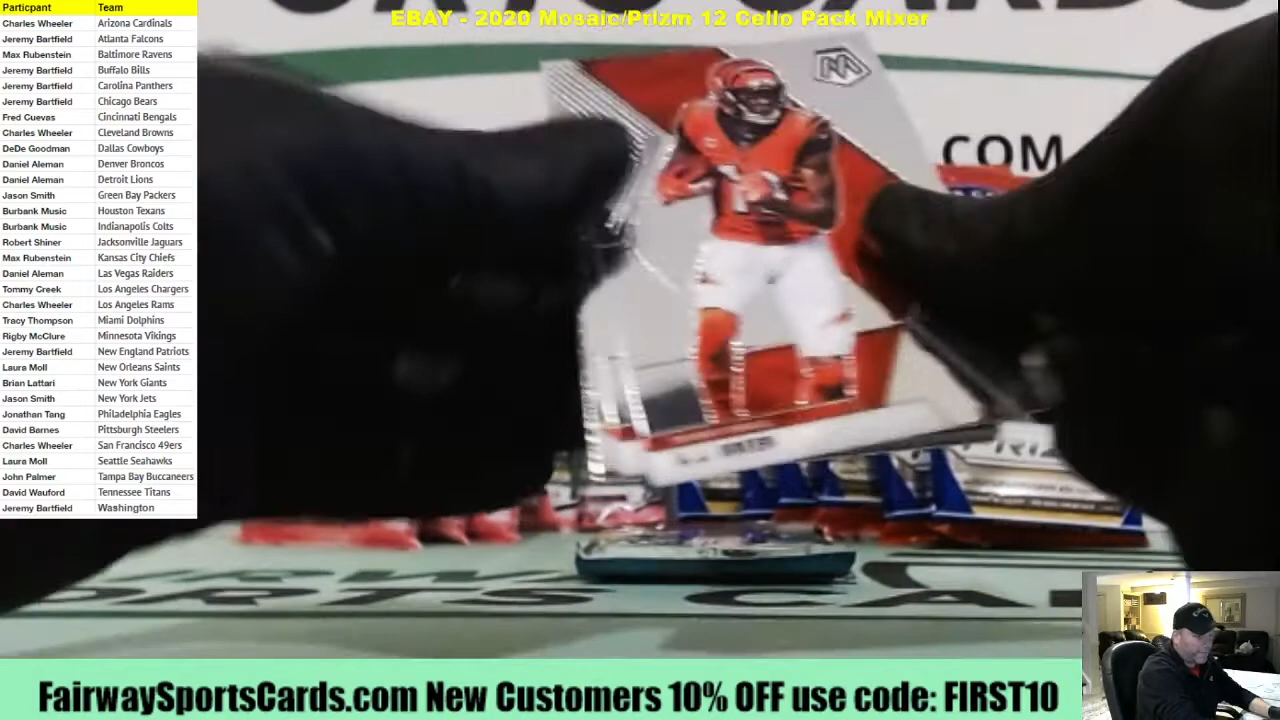 EBAY - 2020 Mosaic/Prizm 12 Cello Pack Mixer
Particpant Team
Charles Wheeler Arizona Cardinals
Jeremy Bartfield Atlanta Falcons
Max Rubenstein Baltimore Ravens
Jeremy Bartfield Buffalo Bills
Jeremy Bartfield Carolina Panthers
Jeremy Bartfield Chicago Bears
Fred Cuevas Cincinnati Bengals
Charles Wheeler Cleveland Browns
DeDe Goodman Dallas Cowboys
Daniel Aleman Denver Broncos
Daniel Aleman Detroit Lions
Jason Smith Green Bay Packers
Burbank Music Houston Texans
Burbank Music Indianapolis Colts
Robert Shiner Jacksonville Jaguars
Max Rubenstein Kansas City Chiefs
Daniel Aleman Las Vegas Raiders
Tommy Creek Los Angeles Chargers
Charles Wheeler Los Angeles Rams
Tracy Thompson Miami Dolphins
Rigby McClure Minnesota Vikings
Jeremy Bartfield New England Patriots
Laura Moll New Orleans Saints
Brian Lattari New York Giants
Jason Smith New York Jets
Jonathan Tang Philadelphia Eagles
David Barnes Pittsburgh Steelers
Charles Wheeler San Francisco 49ers
Laura Moll Seattle Seahawks
John Palmer Tampa Bay Buccaneers
David Wauford Tennessee Titans
Jeremy Bartfield Washington
COM
FairwaySportsCards.com New Customers 10% OFF use code: FIRST10